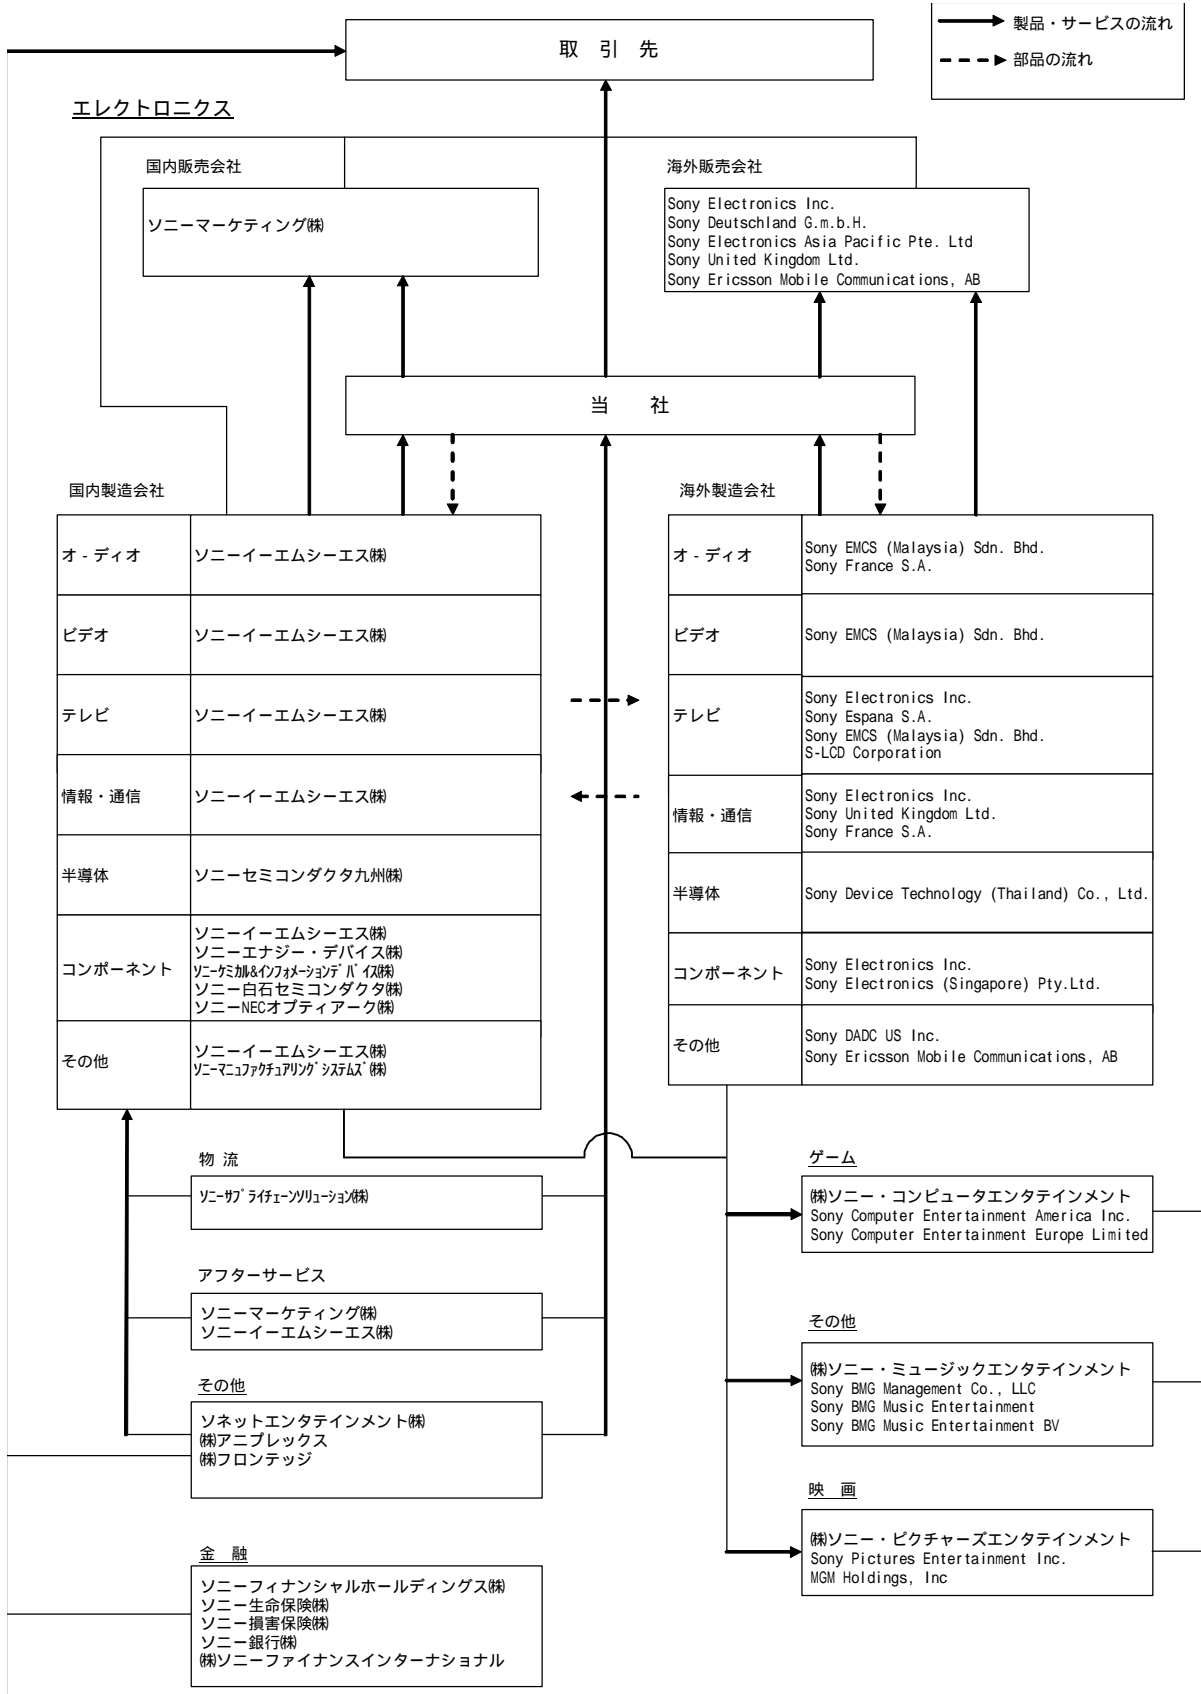 製品・サービスの流れ
部品の流れ
取 引 先
エレクトロニクス
国内販売会社
ソニーマーケティング㈱
海外販売会社
Sony Electronics Inc.
Sony Deutschland G.m.b.H.
Sony Electronics Asia Pacific Pte. Ltd
Sony United Kingdom Ltd.
Sony Ericsson Mobile Communications, AB
当 社
国内製造会社
オ‐ディオ
ソニーイーエムシーエス㈱
ビデオ
ソニーイーエムシーエス㈱
テレビ
ソニーイーエムシーエス㈱
情報・通信
ソニーイーエムシーエス㈱
半導体
ソニーセミコンダクタ九州㈱
コンポーネント
ソニーイーエムシーエス㈱
ソニーエナジー・デバイス㈱
ｿﾆｰｹﾐｶﾙ&ｲﾝﾌｫﾒｰｼｮﾝﾃﾞﾊﾞｲｽ㈱
ソニー白石セミコンダクタ㈱
ソニーNECオプティアーク㈱
その他
ソニーイーエムシーエス㈱
ｿﾆｰﾏﾆｭﾌｧｸﾁｭｱﾘﾝｸﾞｼｽﾃﾑｽﾞ㈱
海外製造会社
オ‐ディオ
Sony EMCS (Malaysia) Sdn. Bhd.
Sony France S.A.
ビデオ
Sony EMCS (Malaysia) Sdn. Bhd.
テレビ
Sony Electronics Inc.
Sony Espana S.A.
Sony EMCS (Malaysia) Sdn. Bhd.
S-LCD Corporation
情報・通信
Sony Electronics Inc.
Sony United Kingdom Ltd.
Sony France S.A.
半導体
Sony Device Technology (Thailand) Co., Ltd.
コンポーネント
Sony Electronics Inc.
Sony Electronics (Singapore) Pty.Ltd.
その他
Sony DADC US Inc.
Sony Ericsson Mobile Communications, AB
物 流
ｿﾆｰｻﾌﾟﾗｲﾁｪｰﾝｿﾘｭｰｼｮﾝ㈱
アフターサービス
ソニーマーケティング㈱
ソニーイーエムシーエス㈱
その他
ソネットエンタテインメント㈱
㈱アニプレックス
㈱フロンテッジ
金 融
ソニーフィナンシャルホールディングス㈱
ソニー生命保険㈱
ソニー損害保険㈱
ソニー銀行㈱
㈱ソニーファイナンスインターナショナル
ゲーム
㈱ソニー・コンピュータエンタテインメント
Sony Computer Entertainment America Inc.
Sony Computer Entertainment Europe Limited
その他
㈱ソニー・ミュージックエンタテインメント
Sony BMG Management Co., LLC
Sony BMG Music Entertainment
Sony BMG Music Entertainment BV
映 画
㈱ソニー・ピクチャーズエンタテインメント
Sony Pictures Entertainment Inc.
MGM Holdings, Inc